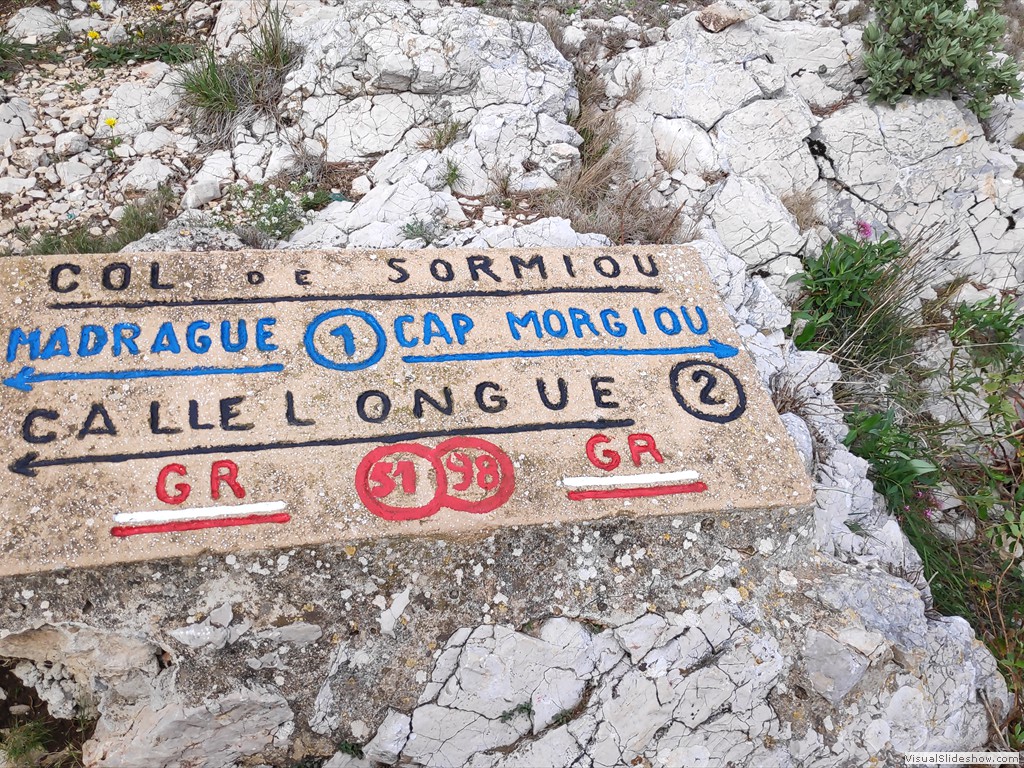 COL DE SORMIOU
MADRAGUE 1 CAP MORGIOU
CALLELONGUE 2
GR 51 98 GR
VisualSlideshow.com